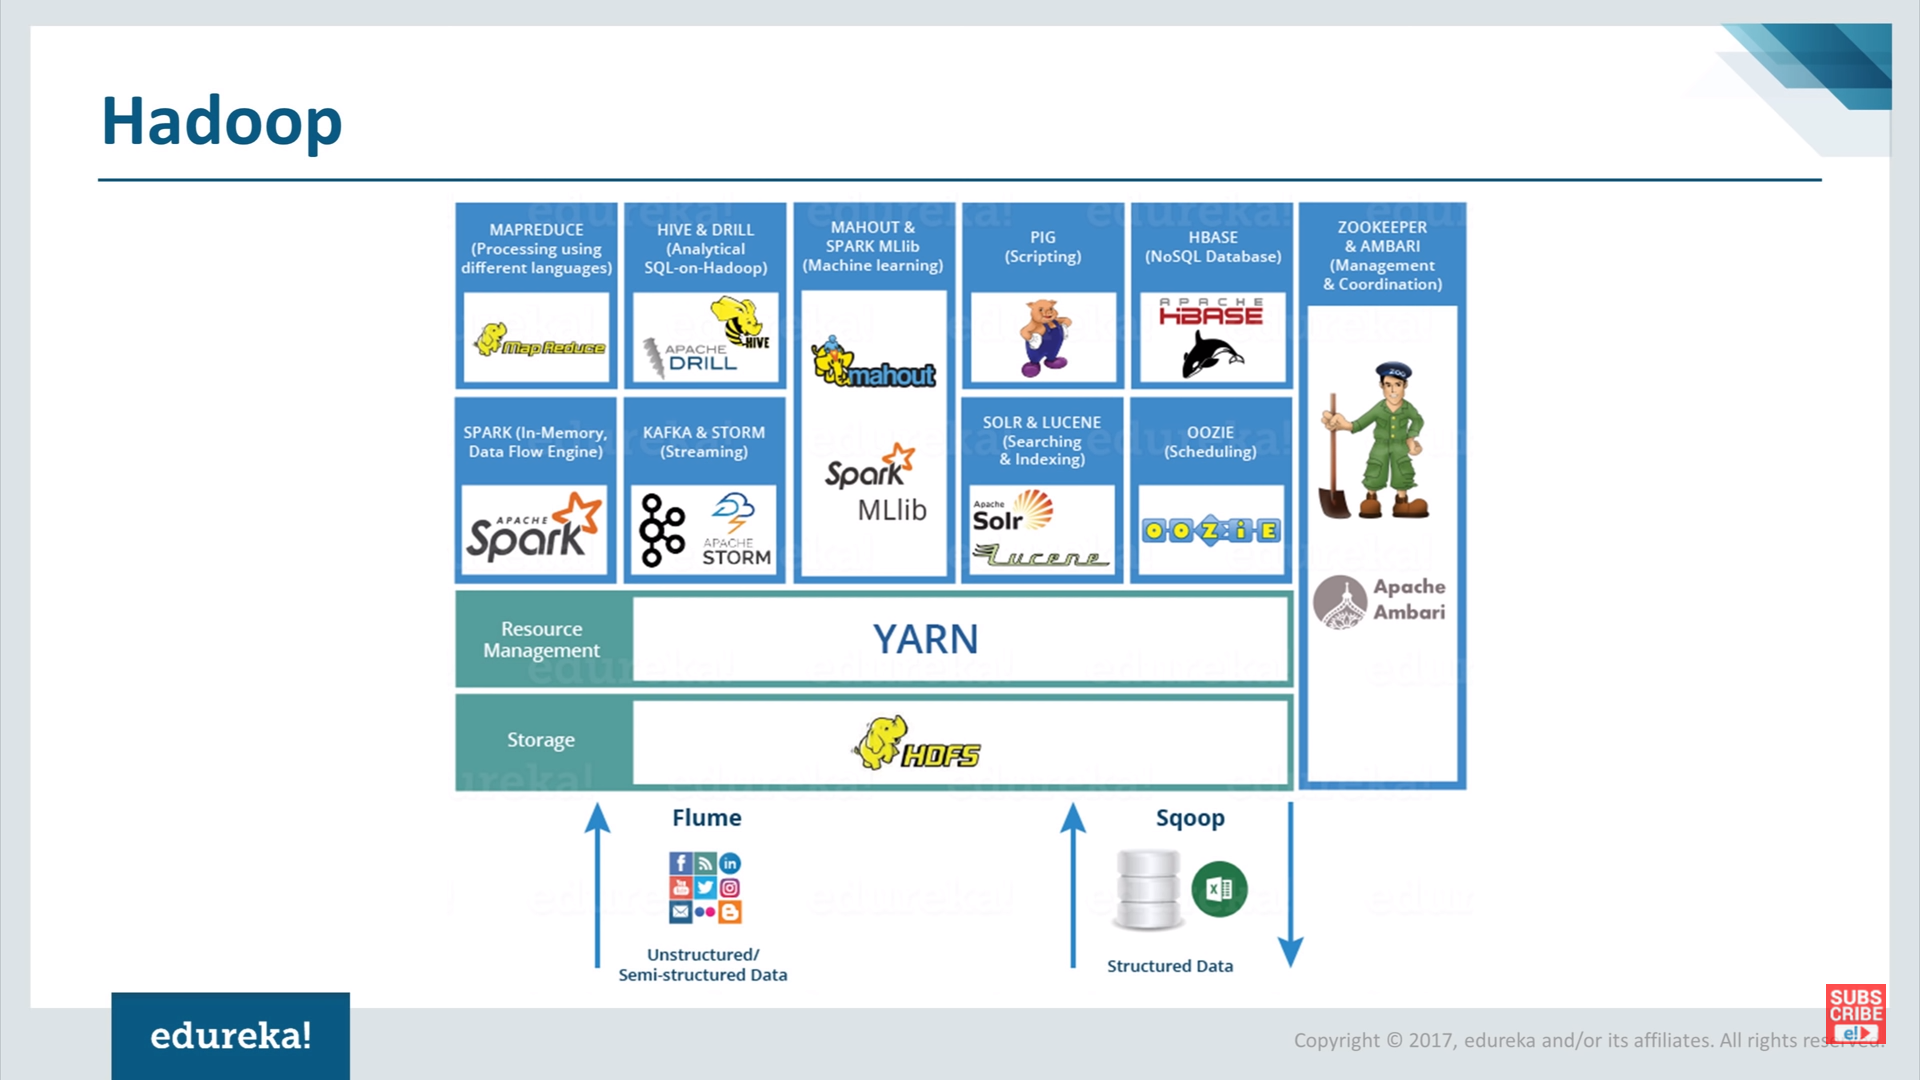 Hadoop
MAPREDUCE
(Processing using
different languages)
Map Reduce
HIVE & DRILL
(Analytical
SQL-on-Hadoop)
HIVE
APACHE
DRILL
MAHOUT &
SPARK MLlib
(Machine learning)
mahout
Spark
MLlib
PIG
(Scripting)
HBASE
(NoSQL Database)
APACHE
HBASE
ZOOKEEPER
& AMBARI
(Management
& Coordination)
ZOO
Apache
Ambari
SPARK (In-Memory,
Data Flow Engine)
APACHE
Spark
KAFKA & STORM
(Streaming)
APACHE
STORM
SOLR & LUCENE
(Searching
& Indexing)
Apache
Solr
Lucene
OOZIE
(Scheduling)
OOZiE
Resource
Management
YARN
Storage
HDFS
Flume
Unstructured/
Semi-structured Data
Sqoop
Structured Data
edureka!
SUBS
CRIBE
e!
Copyright © 2017, edureka and/or its affiliates. All rights reserved.